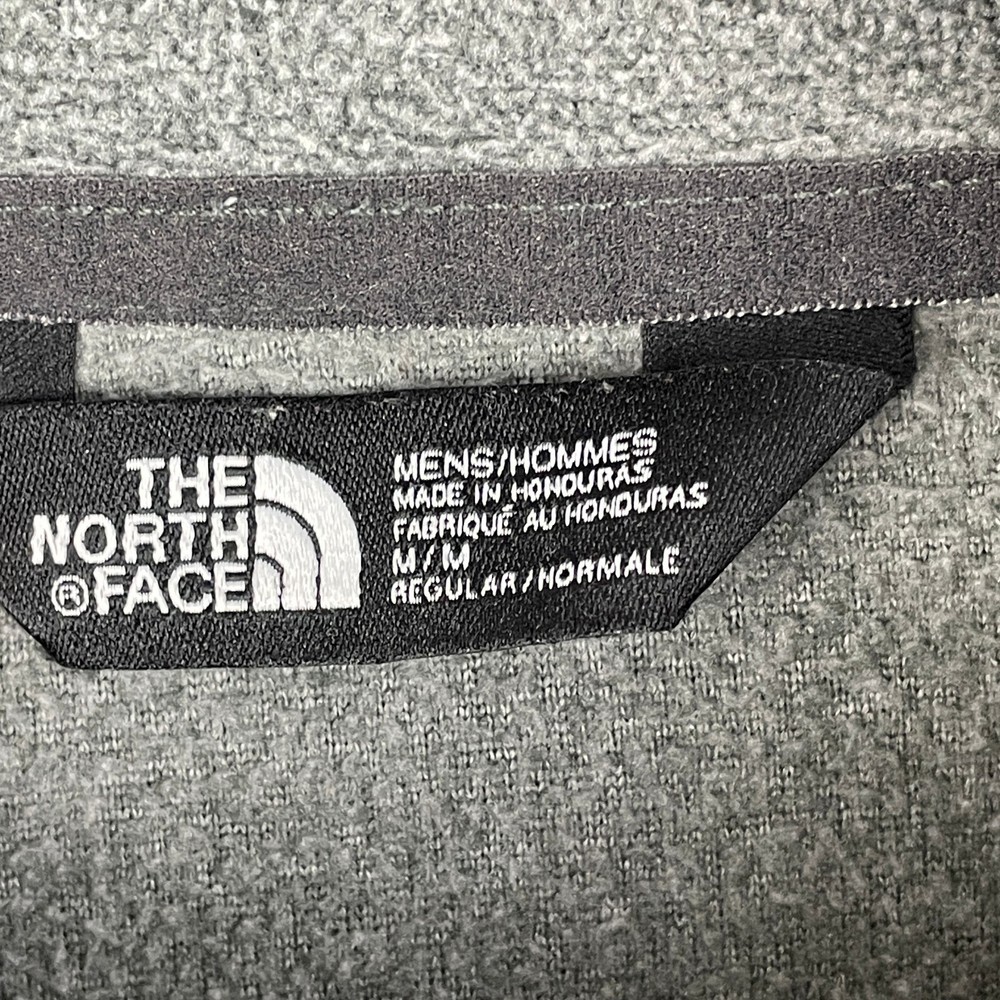 THE
NORTH
®FACE
MENS/HOMMES
MADE IN HONDURAS
FABRIQUÉ AU HONDURAS
M/M
REGULAR/NORMALE